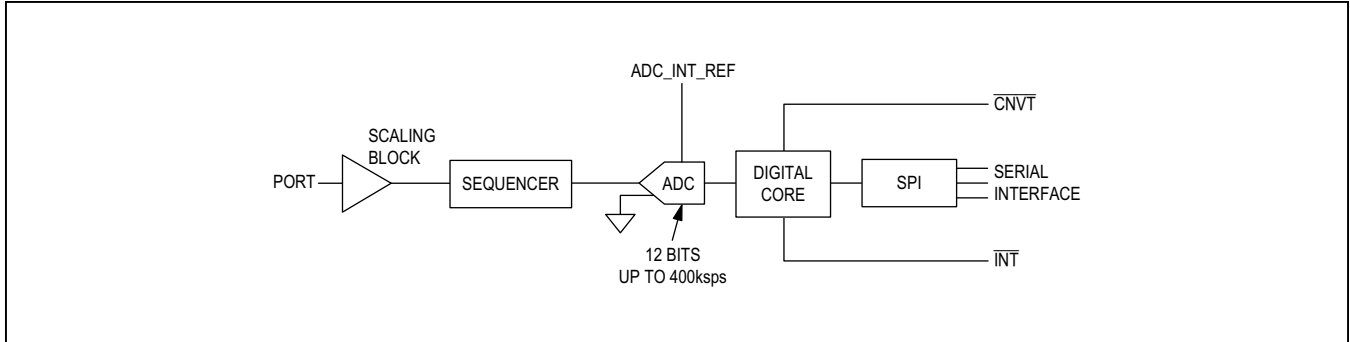 ADC_INT_REF
CNVT
SCALING
BLOCK
PORT
SEQUENCER
ADC
DIGITAL
CORE
SPI
SERIAL
INTERFACE
12 BITS
UP TO 400ksps
INT